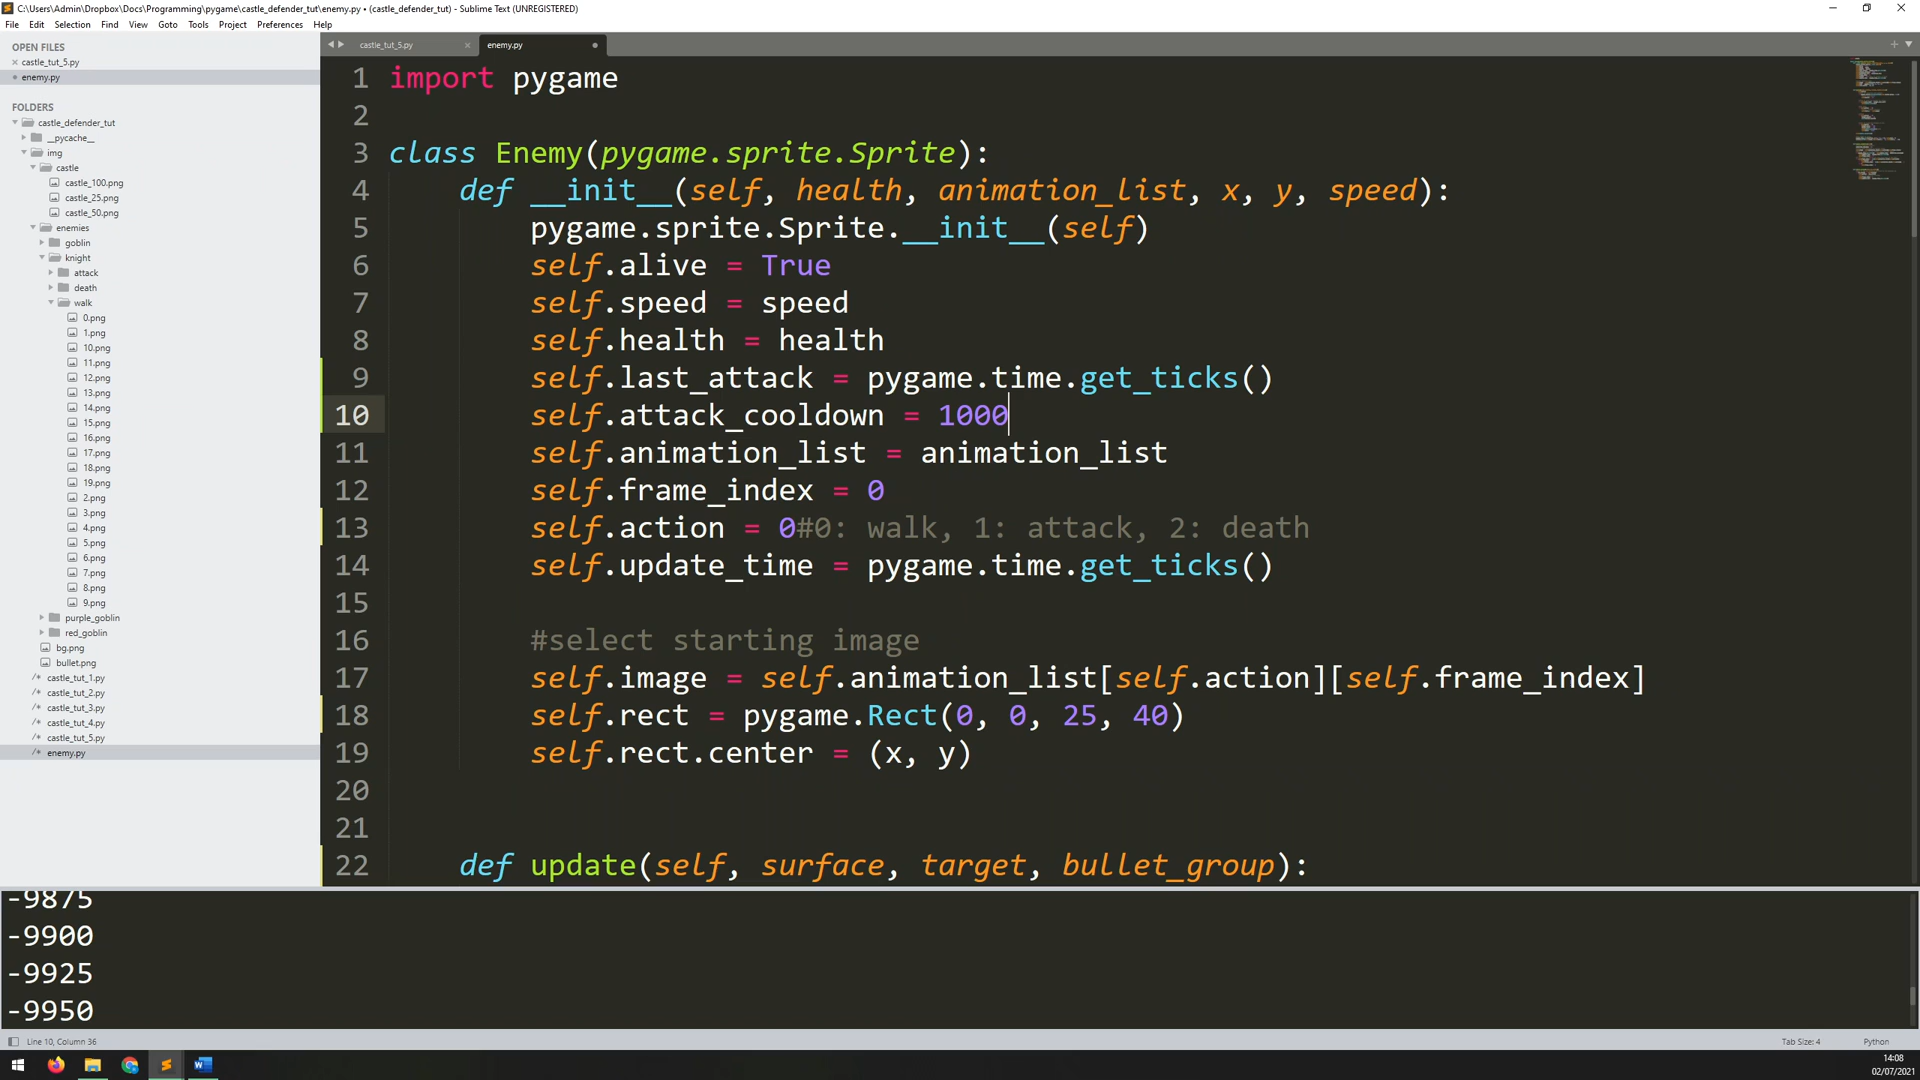 C:\Users\Admin\Dropbox\Docs\Programming\pygame\castle_defender_tut\enemy.py • (castle_defender_tut) - Sublime Text (UNREGISTERED)
File Edit Selection Find View Goto Tools Project Preferences Help
OPEN FILES
castle_tut_5.py
enemy.py
FOLDERS
castle_defender_tut
__pycache__
img
castle
castle_100.png
castle_25.png
castle_50.png
enemies
goblin
knight
attack
death
walk
0.png
1.png
10.png
11.png
12.png
13.png
14.png
15.png
16.png
17.png
18.png
19.png
2.png
3.png
4.png
5.png
6.png
7.png
8.png
9.png
purple_goblin
red_goblin
bg.png
bullet.png
castle_tut_1.py
castle_tut_2.py
castle_tut_3.py
castle_tut_4.py
castle_tut_5.py
enemy.py
castle_tut_5.py enemy.py
1 import pygame
2
3 class Enemy(pygame.sprite.Sprite):
4 def __init__(self, health, animation_list, x, y, speed):
5 pygame.sprite.Sprite.__init__(self)
6 self.alive = True
7 self.speed = speed
8 self.health = health
9 self.last_attack = pygame.time.get_ticks()
10 self.attack_cooldown = 1000
11 self.animation_list = animation_list
12 self.frame_index = 0
13 self.action = 0#0: walk, 1: attack, 2: death
14 self.update_time = pygame.time.get_ticks()
15
16 #select starting image
17 self.image = self.animation_list[self.action][self.frame_index]
18 self.rect = pygame.Rect(0, 0, 25, 40)
19 self.rect.center = (x, y)
20
21
22 def update(self, surface, target, bullet_group):
-9875
-9900
-9925
-9950
Line 10, Column 36
Tab Size: 4 Python
14:08
02/07/2021